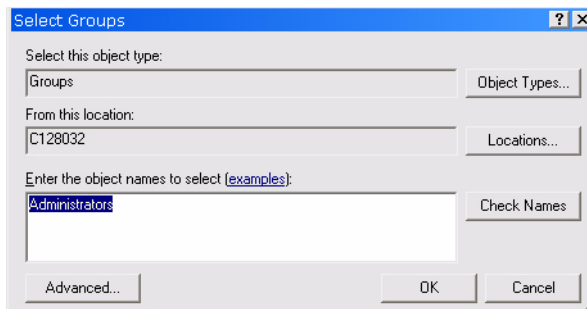 Select Groups
Select this object type:
Groups
Object Types...
From this location:
C128032
Locations...
Enter the object names to select (examples):
Administrators
Check Names
Advanced...
OK
Cancel